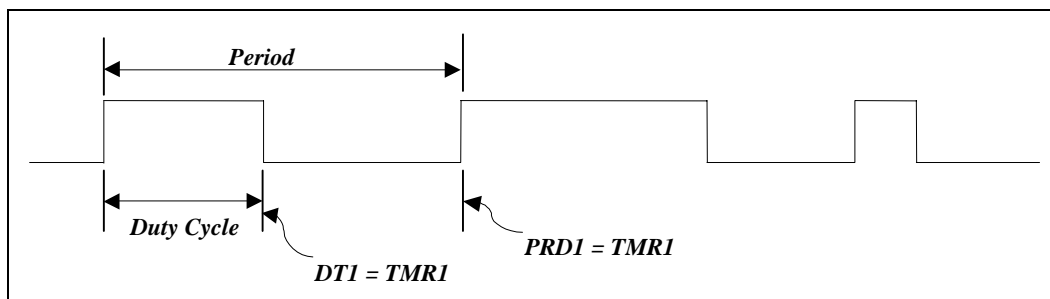 Period
Duty Cycle
DT1 = TMR1
PRD1 = TMR1